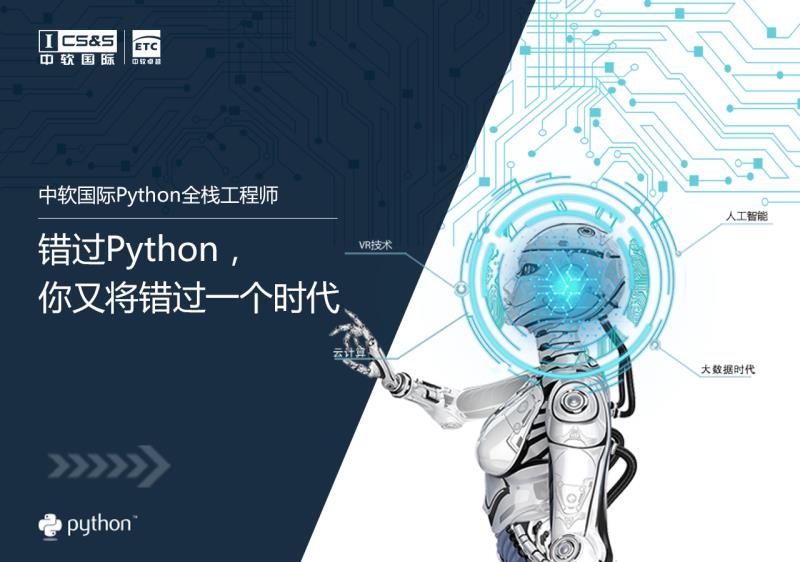 ICS&S
中软国际
ETC
中软卓越
中软国际Python全栈工程师
错过Python，
你又将错过一个时代
VR技术
人工智能
云计算
大数据时代
python™